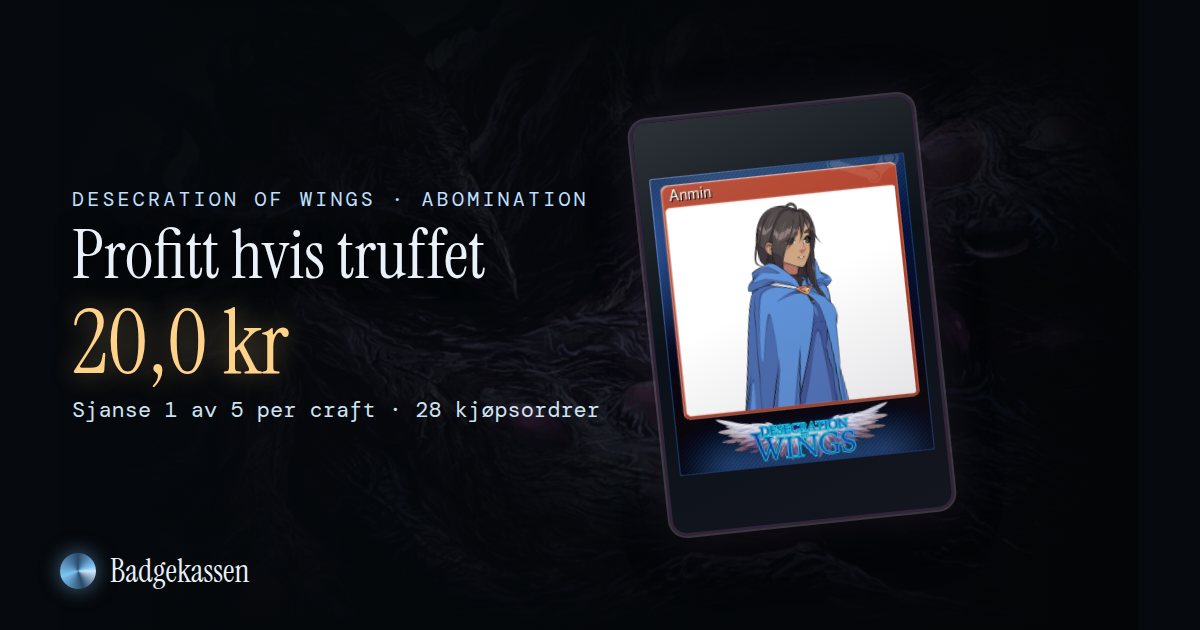 DESECRATION OF WINGS · ABOMINATION
Profitt hvis truffet
20,0 kr
Sjanse 1 av 5 per craft · 28 kjøpsordrer
Anmin
DESECRATION
WINGS
Badgekassen